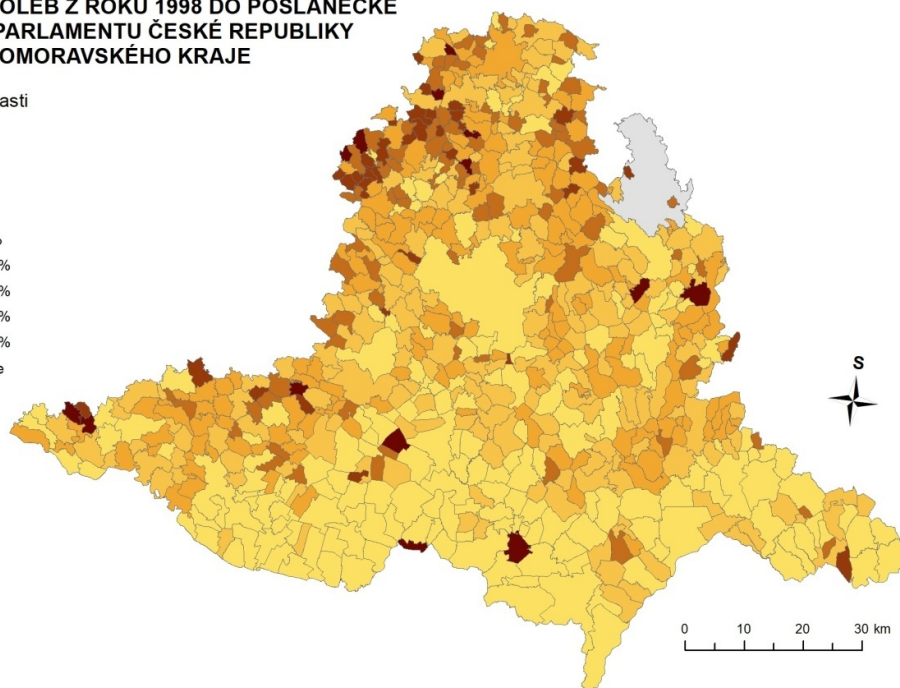 OLEB Z ROKU 1998 DO POSLANECKÉ
PARLAMENTU ČESKÉ REPUBLIKY
OMORAVSKÉHO KRAJE
asti
%
%
%
%
%
e
S
0 10 20 30 km